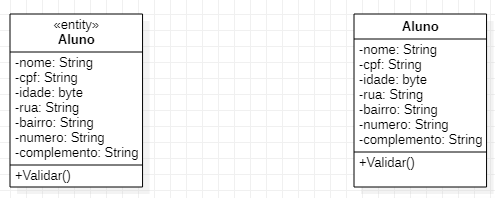 «entity»
Aluno
-nome: String
-cpf: String
-idade: byte
-rua: String
-bairro: String
-numero: String
-complemento: String
+Validar()
Aluno
-nome: String
-cpf: String
-idade: byte
-rua: String
-bairro: String
-numero: String
-complemento: String
+Validar()